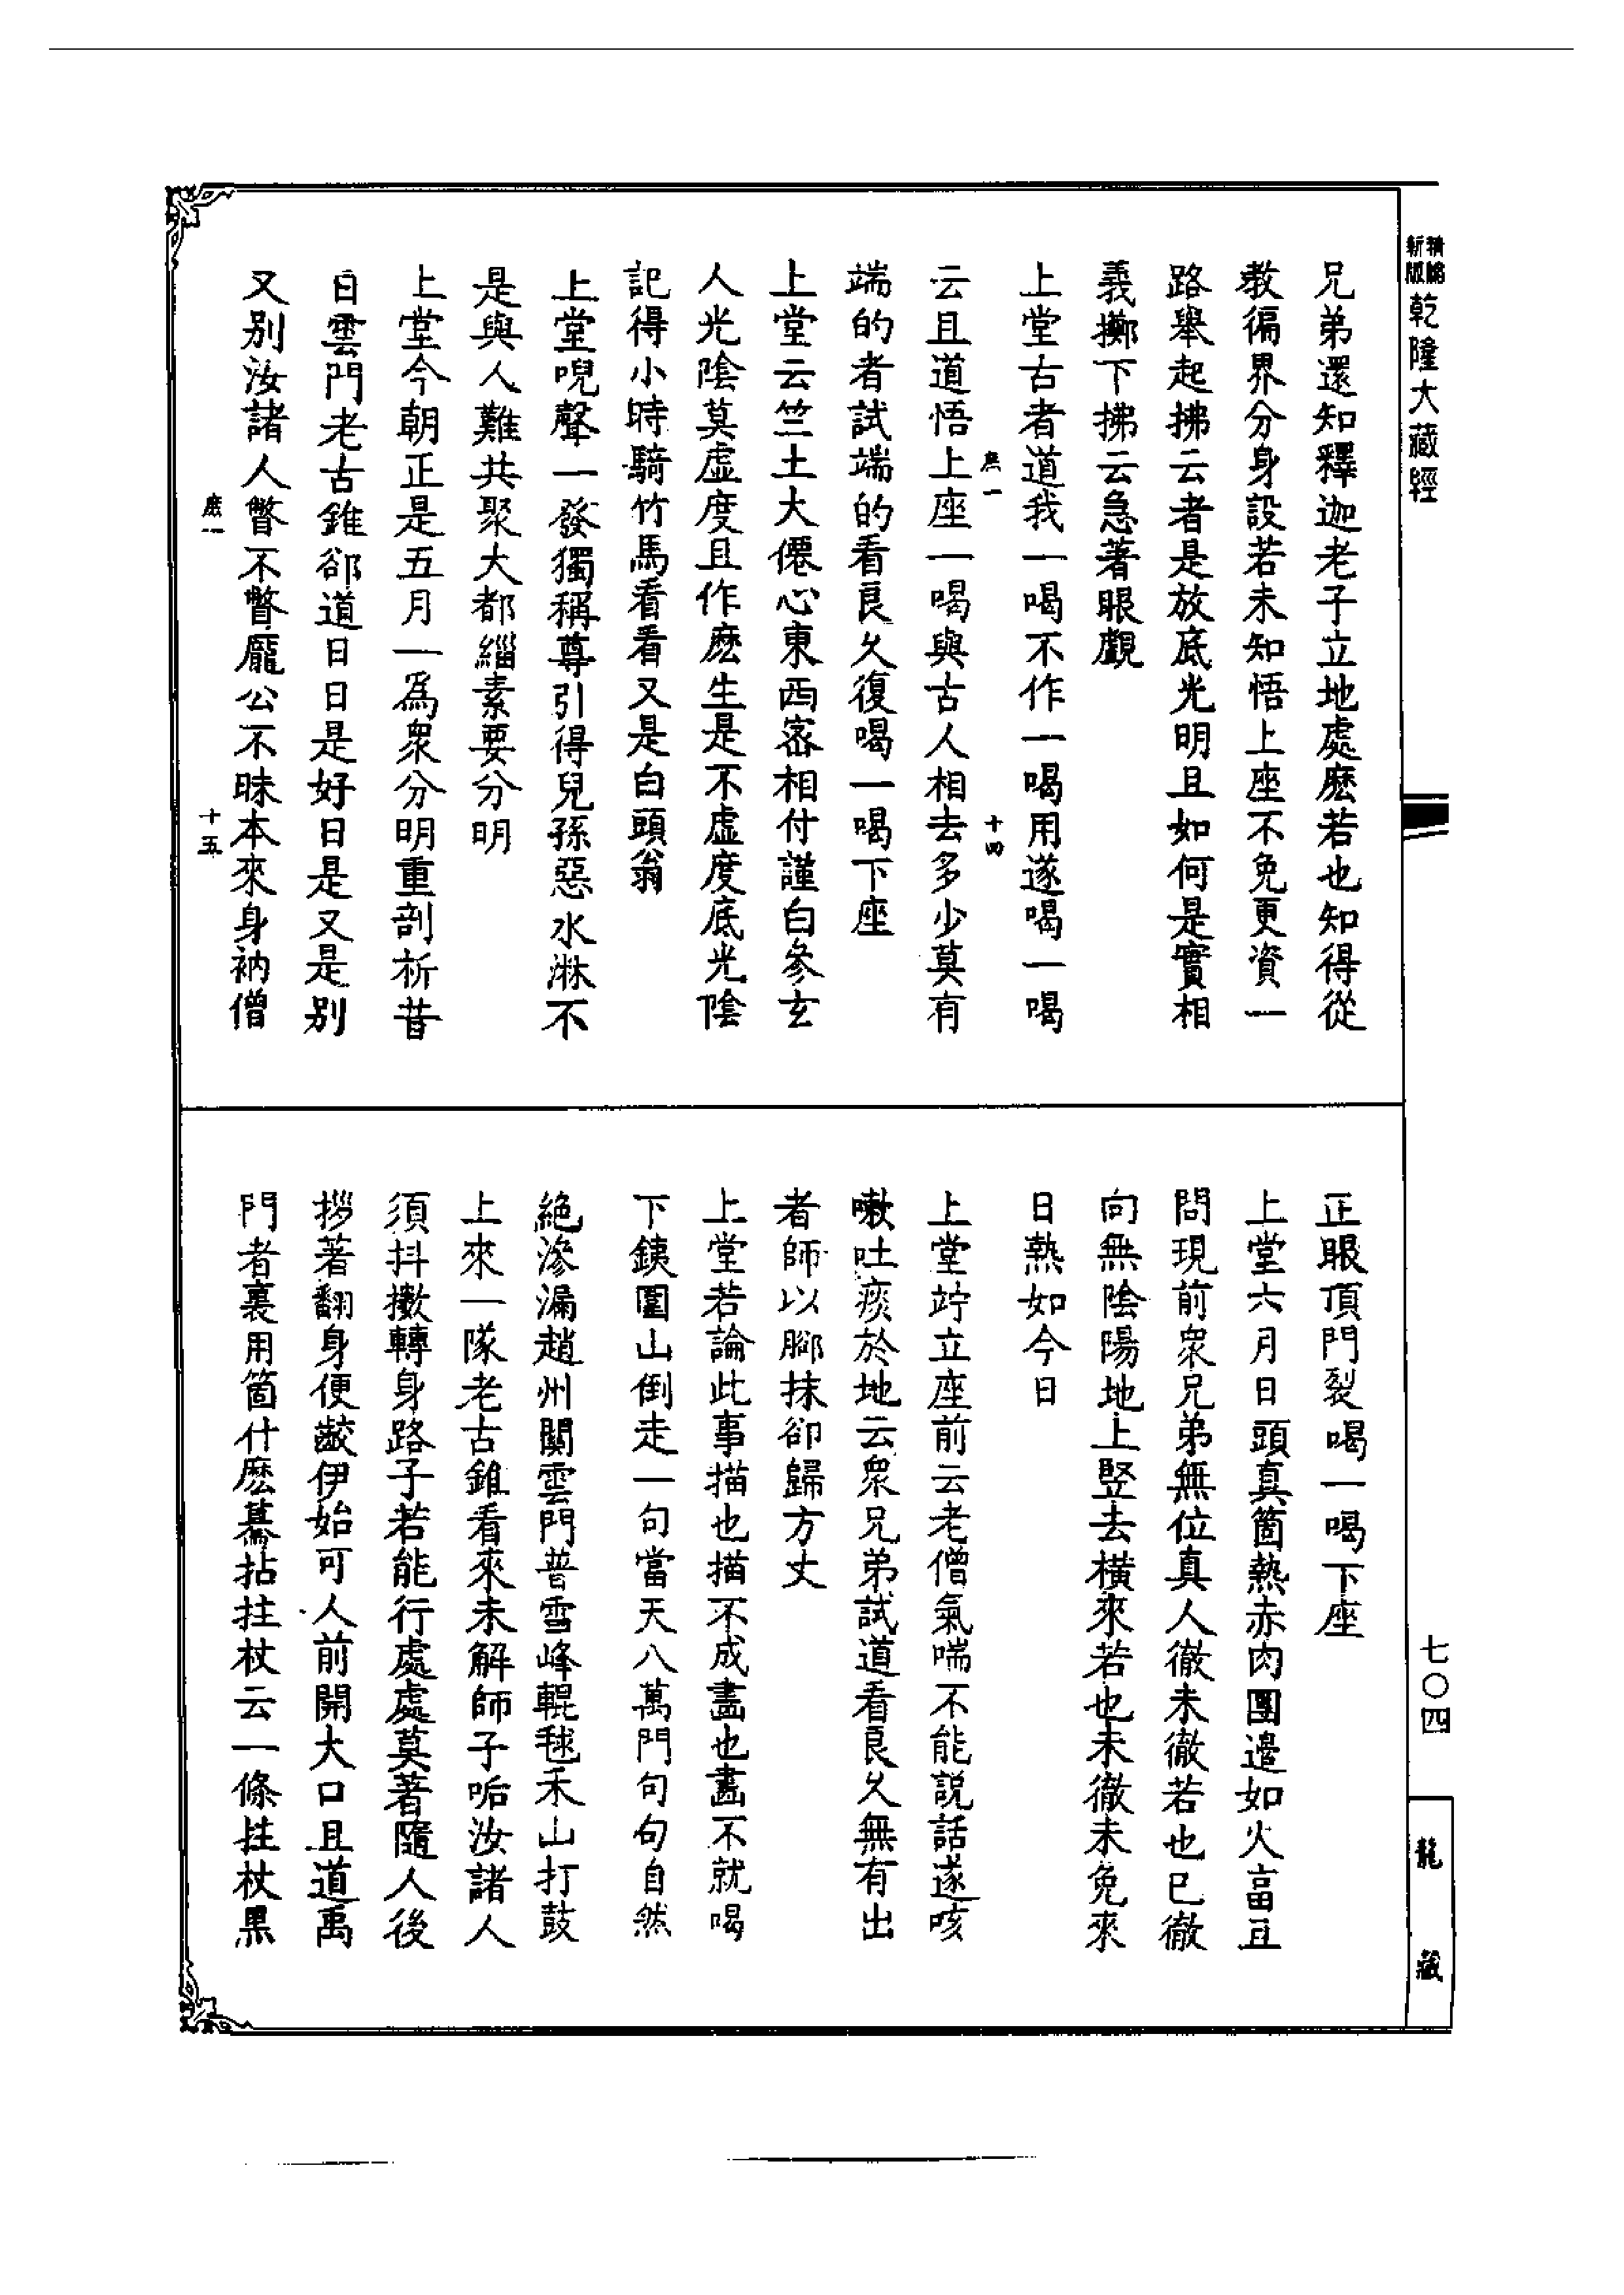 精縮
新版
乾隆大藏經
兄弟還知釋迦老子立地處麽若也知得從
教徧界分身設若未知悟上座不免更資一
路舉起拂云者是放底光明且如何是實相
義擲下拂云急著眼覷
上堂古者道我一喝不作一喝用遂喝一喝
庶一
十四
云且道悟上座一喝與古人相去多少莫有
端的者試端的看良久復喝一喝下座
上堂云竺土大僊心東西密相付謹白參玄
人光陰莫虛度且作麽生是不虛度底光陰
記得小時騎竹馬看看又是白頭翁
上堂唲聲一發獨稱尊引得兒孫惡水淋不
是與人難共聚大都緇素要分明
上堂今朝正是五月一爲衆分明重剖析昔
日雲門老古錐卻道日日是好日是又是別
又別汝諸人瞥不瞥龐公不昧本來身衲僧
庶一
十五
正眼頂門裂喝一喝下座
上堂六月日頭真箇熱赤肉團邊如火畐豆
問現前衆兄弟無位真人徹未徹若也已徹
向無陰陽地上竪去橫來若也未徹未免來
日熱如今日
上堂竚立座前云老僧氣喘不能說話遂咳
嗽吐痰於地云衆兄弟試道看良久無有出
者師以腳抹卻歸方丈
上堂若論此事描也描不成畵也畵不就喝
下銕圍山倒走一句當天八萬門句句自然
絶滲漏趙州關雲門普雪峰輥毬禾山打鼓
上來一隊老古錐看來未解師子吼汝諸人
須抖擻轉身路子若能行處處莫著隨人後
拶著翻身便齩伊始可人前開大口且道禹
門者裏用箇什麽驀拈拄杖云一條拄杖黑
七〇四
龍藏